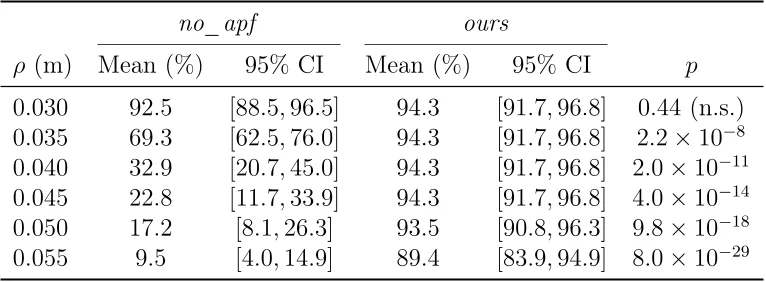 no_apf ours
ρ (m) Mean (%) 95% CI Mean (%) 95% CI p
0.030 92.5 [88.5, 96.5] 94.3 [91.7, 96.8] 0.44 (n.s.)
0.035 69.3 [62.5, 76.0] 94.3 [91.7, 96.8] 2.2 × 10⁻⁸
0.040 32.9 [20.7, 45.0] 94.3 [91.7, 96.8] 2.0 × 10⁻¹¹
0.045 22.8 [11.7, 33.9] 94.3 [91.7, 96.8] 4.0 × 10⁻¹⁴
0.050 17.2 [8.1, 26.3] 93.5 [90.8, 96.3] 9.8 × 10⁻¹⁸
0.055 9.5 [4.0, 14.9] 89.4 [83.9, 94.9] 8.0 × 10⁻²⁹